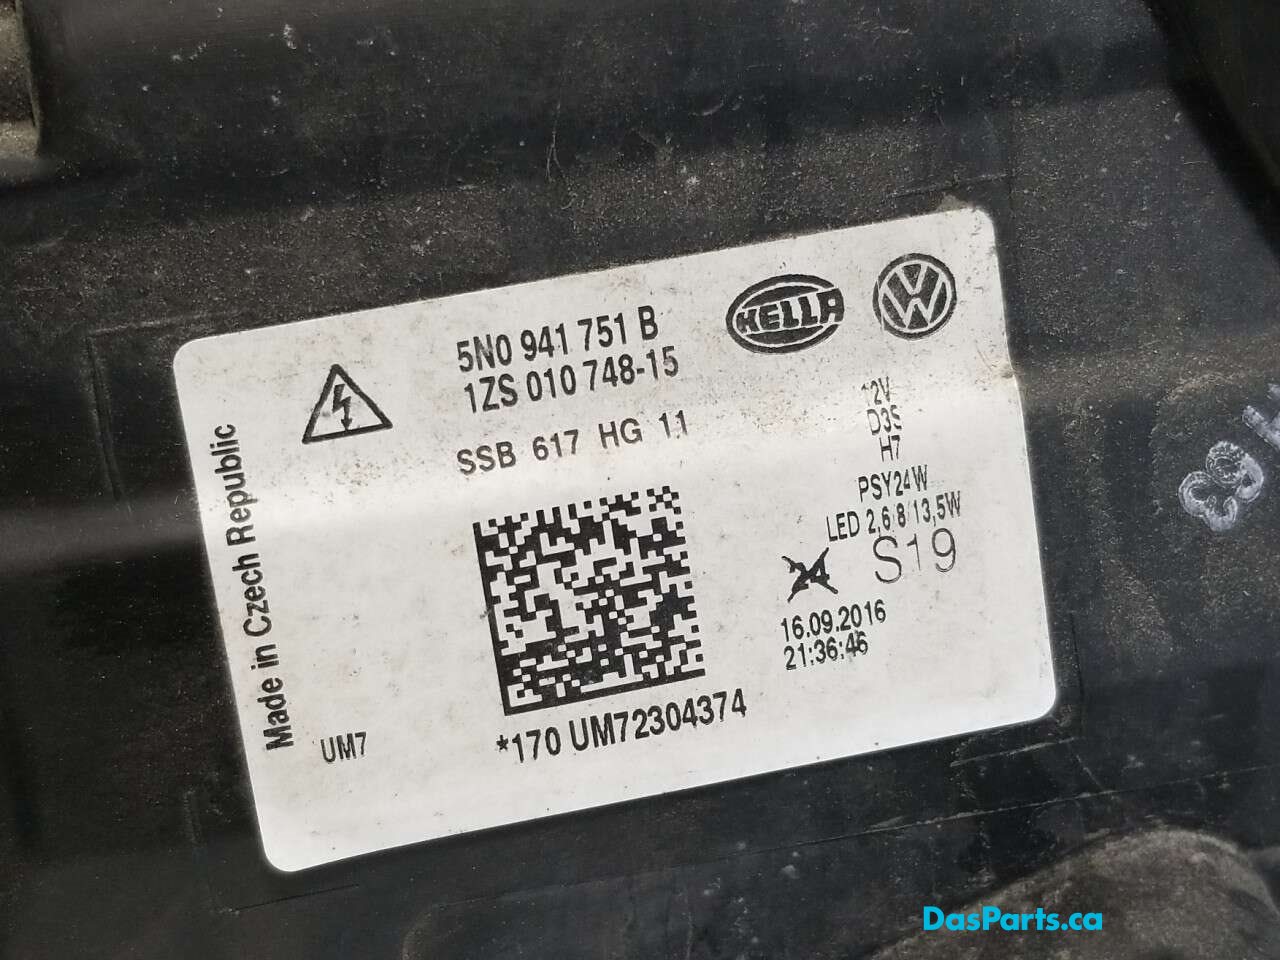 5N0 941 751 B
1ZS 010 748-15
SSB 617 HG 11
HELLA
VW
12V
D3S
H7
PSY24W
LED 2,6/8/13,5W
S19
16.09.2016
21:36:46
*170 UM72304374
UM7
Made in Czech Republic
DasParts.ca